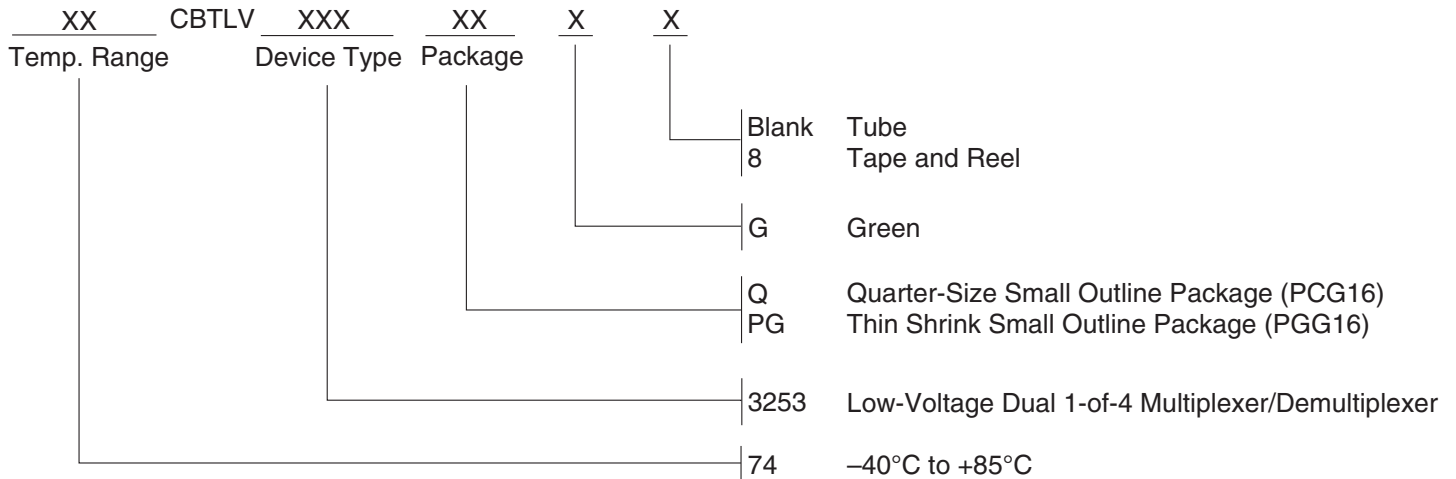 XX CBTLV XXX XX X X
Temp. Range Device Type Package
Blank Tube
8 Tape and Reel
G Green
Q Quarter-Size Small Outline Package (PCG16)
PG Thin Shrink Small Outline Package (PGG16)
3253 Low-Voltage Dual 1-of-4 Multiplexer/Demultiplexer
74 –40°C to +85°C